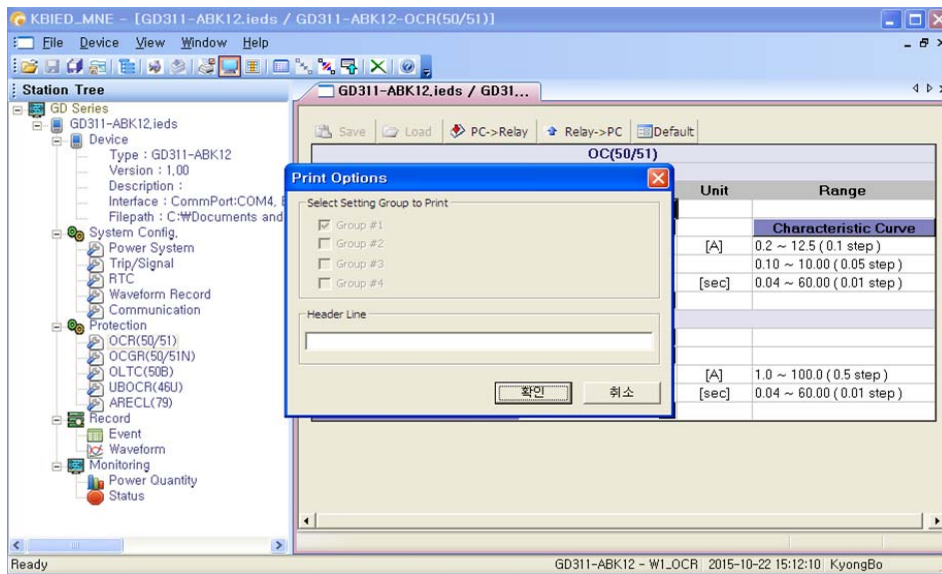 KBIED_MNE - [GD311-ABK12.ieds / GD311-ABK12-OCR(50/51)]
File Device View Window Help
Station Tree
GD Series
GD311-ABK12.ieds
Device
Type : GD311-ABK12
Version : 1,00
Description :
Interface : CommPort:COM4,
Filepath : C:₩Documents and
System Config,
Power System
Trip/Signal
RTC
Waveform Record
Communication
Protection
OCR(50/51)
OCGR(50/51N)
OLTC(50B)
UBOCR(46U)
ARECL(79)
Record
Event
Waveform
Monitoring
Power Quantity
Status
GD311-ABK12,ieds / GD31...
Save Load PC->Relay Relay->PC Default
OC(50/51)
Unit Range
Characteristic Curve
[A] 0.2 ~ 12.5 ( 0.1 step )
0.10 ~ 10.00 ( 0.05 step )
[sec] 0.04 ~ 60.00 ( 0.01 step )
[A] 1.0 ~ 100.0 ( 0.5 step )
[sec] 0.04 ~ 60.00 ( 0.01 step )
Print Options
Select Setting Group to Print
Group #1
Group #2
Group #3
Group #4
Header Line
확인 취소
Ready GD311-ABK12 - W1_OCR 2015-10-22 15:12:10 KyongBo